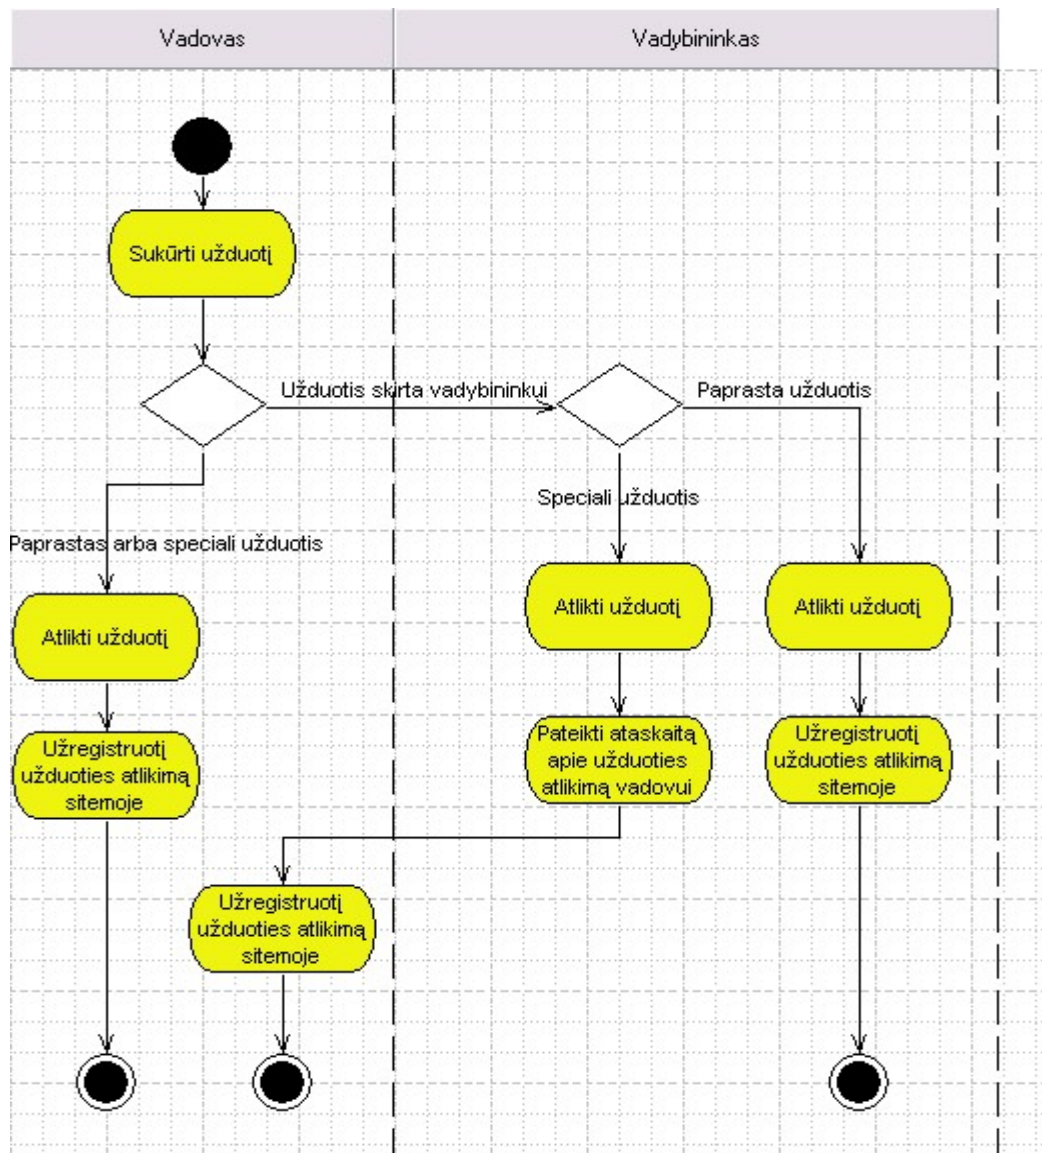 Vadovas
Vadybininkas
Sukūrti užduotį
Užduotis skirta vadybininkui
Paprasta užduotis
Speciali užduotis
Paprastas arba speciali užduotis
Atlikti užduotį
Atlikti užduotį
Atlikti užduotį
Užregistruotį
užduoties atlikimą
sitemoje
Pateikti ataskaitą
apie užduoties
atlikimą vadovui
Užregistruotį
užduoties atlikimą
sitemoje
Užregistruotį
užduoties atlikimą
sitemoje